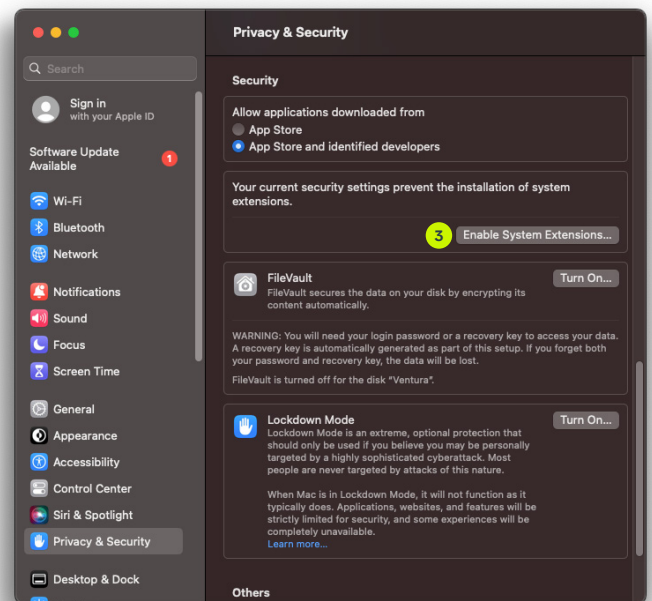 Privacy & Security
Search
Sign in
with your Apple ID
Software Update
Available
1
Wi-Fi
Bluetooth
Network
Notifications
Sound
Focus
Screen Time
General
Appearance
Accessibility
Control Center
Siri & Spotlight
Privacy & Security
Desktop & Dock
Security
Allow applications downloaded from
App Store
App Store and identified developers
Your current security settings prevent the installation of system
extensions.
3
Enable System Extensions...
FileVault
Turn On...
FileVault secures the data on your disk by encrypting its
content automatically.
WARNING: You will need your login password or a recovery key to access your data.
A recovery key is automatically generated as part of this setup. If you forget both
your password and recovery key, the data will be lost.
FileVault is turned off for the disk “Ventura”.
Lockdown Mode
Turn On...
Lockdown Mode is an extreme, optional protection that
should only be used if you believe you may be personally
targeted by a highly sophisticated cyberattack. Most
people are never targeted by attacks of this nature.
When Mac is in Lockdown Mode, it will not function as it
typically does. Applications, websites, and features will be
strictly limited for security, and some experiences will be
completely unavailable.
Learn more...
Others